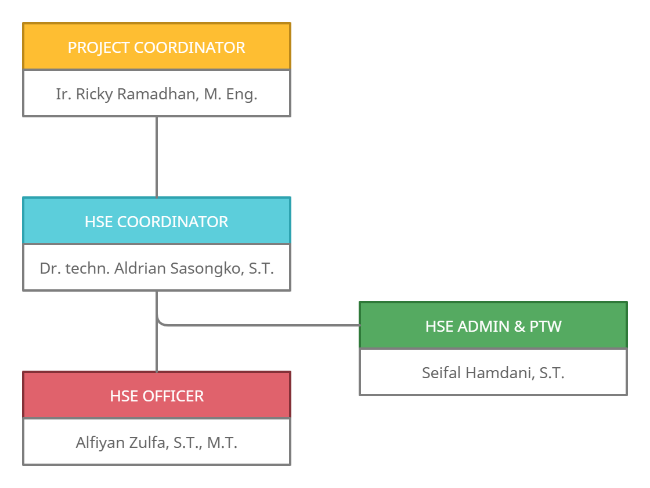 PROJECT COORDINATOR
Ir. Ricky Ramadhan, M. Eng.
HSE COORDINATOR
Dr. techn. Aldrian Sasongko, S.T.
HSE ADMIN & PTW
Seifal Hamdani, S.T.
HSE OFFICER
Alfiyan Zulfa, S.T., M.T.